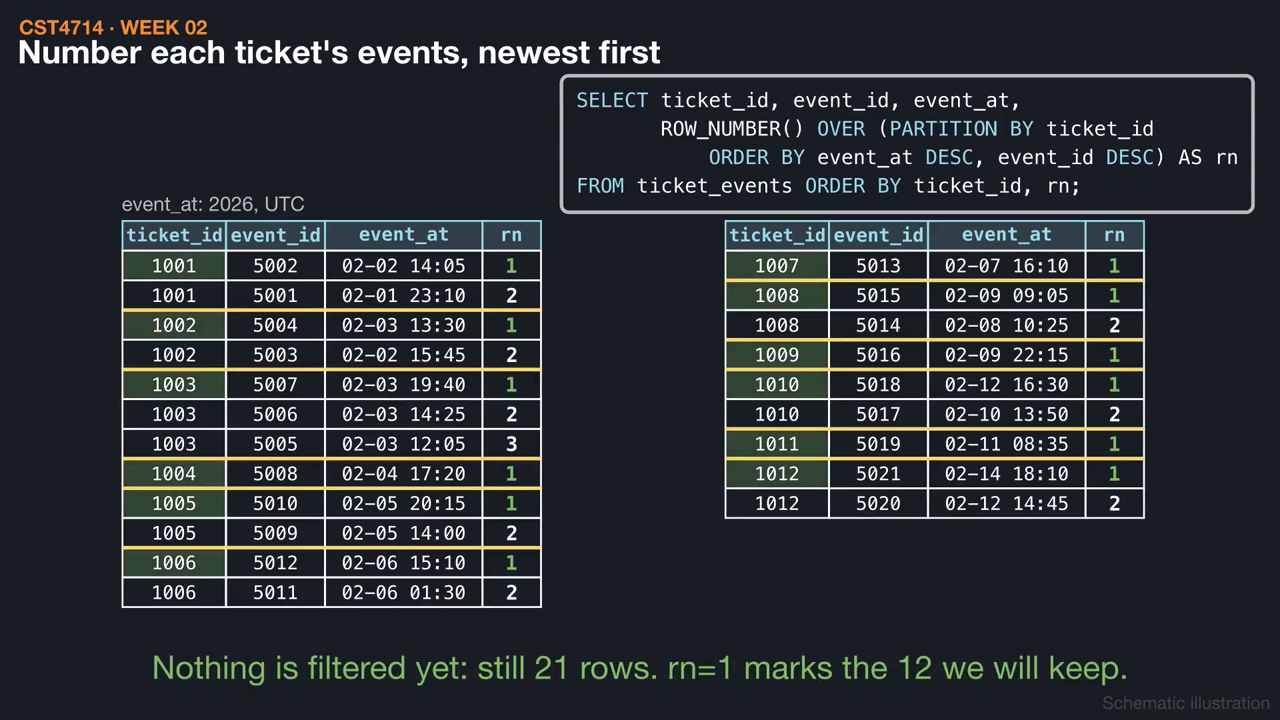 CST4714 · WEEK 02
Number each ticket's events, newest first
SELECT ticket_id, event_id, event_at,
ROW_NUMBER() OVER (PARTITION BY ticket_id
ORDER BY event_at DESC, event_id DESC) AS rn
FROM ticket_events ORDER BY ticket_id, rn;
event_at: 2026, UTC
ticket_id event_id event_at rn
1001 5002 02-02 14:05 1
1001 5001 02-01 23:10 2
1002 5004 02-03 13:30 1
1002 5003 02-02 15:45 2
1003 5007 02-03 19:40 1
1003 5006 02-03 14:25 2
1003 5005 02-03 12:05 3
1004 5008 02-04 17:20 1
1005 5010 02-05 20:15 1
1005 5009 02-05 14:00 2
1006 5012 02-06 15:10 1
1006 5011 02-06 01:30 2
ticket_id event_id event_at rn
1007 5013 02-07 16:10 1
1008 5015 02-09 09:05 1
1008 5014 02-08 10:25 2
1009 5016 02-09 22:15 1
1010 5018 02-12 16:30 1
1010 5017 02-10 13:50 2
1011 5019 02-11 08:35 1
1012 5021 02-14 18:10 1
1012 5020 02-12 14:45 2
Nothing is filtered yet: still 21 rows. rn=1 marks the 12 we will keep.
Schematic illustration